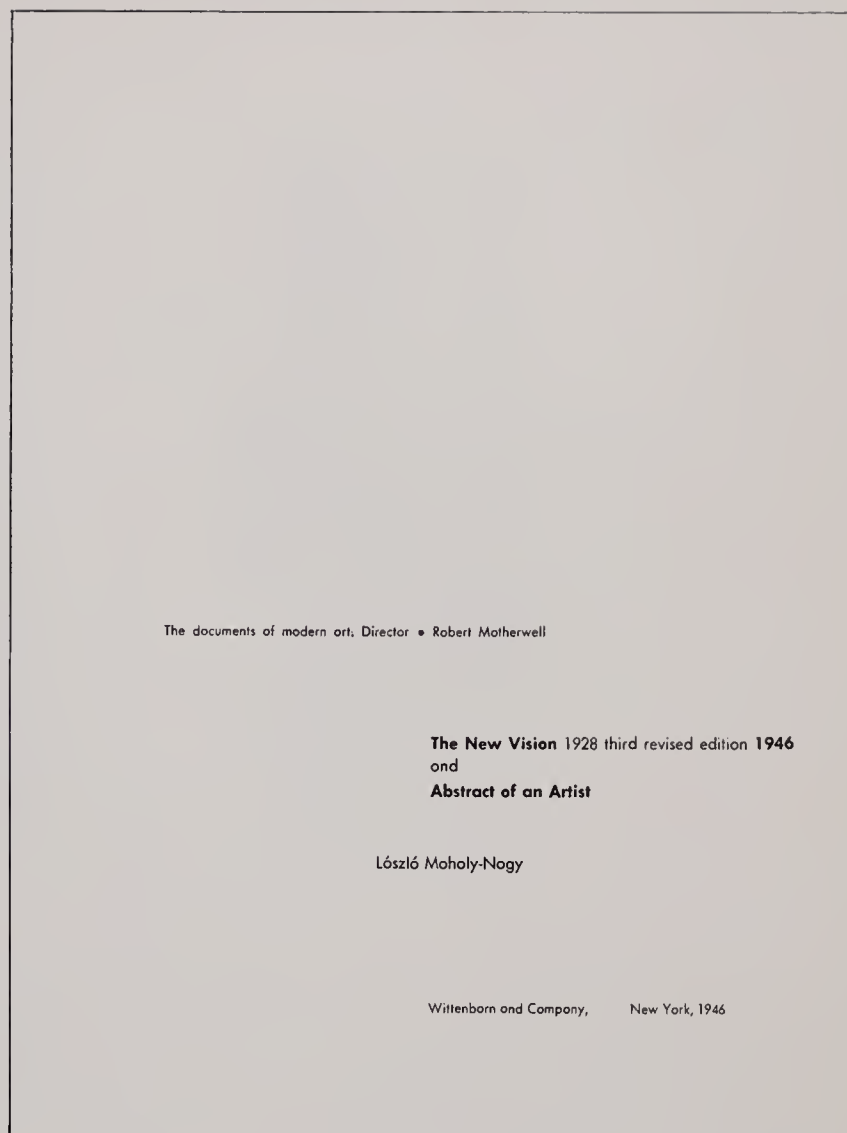 The documents of modern art: Director • Robert Motherwell
The New Vision 1928 third revised edition 1946
and
Abstract of an Artist
László Moholy-Nagy
Wittenborn and Company, New York, 1946